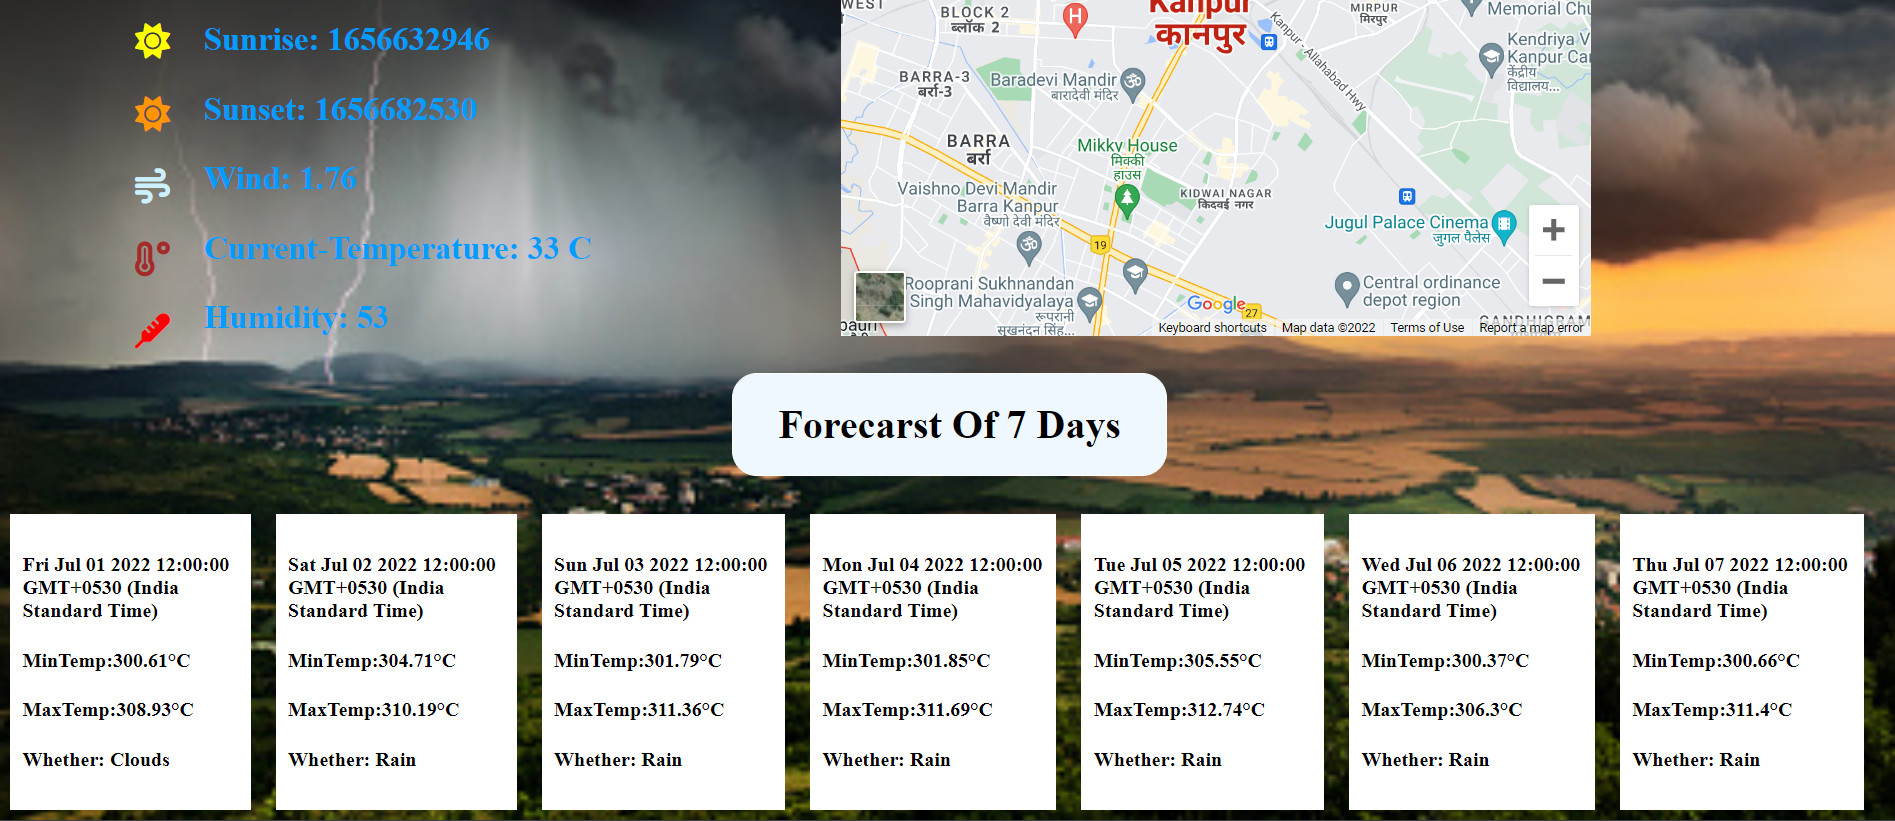 Sunrise: 1656632946
Sunset: 1656682530
Wind: 1.76
Current-Temperature: 33 C
Humidity: 53
WEST
BLOCK 2
ब्लॉक 2
H
Kanpur
कानपुर
MIRPUR
मिरपुर
Memorial Chu
Kanpur - Allahabad Hwy
Kendriya V
Kanpur Car
केंद्रीय
विद्यालय...
BARRA-3
बर्रा-3
Baradevi Mandir
बारादेवी मंदिर
BARRA
बर्रा
Mikky House
मिक्की
हाउस
Vaishno Devi Mandir
Barra Kanpur
वैष्णो देवी मंदिर
KIDWAI NAGAR
किदवई नगर
Jugul Palace Cinema
जुगल पैलेस
19
Rooprani Sukhnandan
Singh Mahavidyalaya
रूपरानी
सुखनंदन सिंह...
Central ordinance
depot region
Google
27
GANDHIGRAM
Keyboard shortcuts
Map data ©2022
Terms of Use
Report a map error
Forecarst Of 7 Days
Fri Jul 01 2022 12:00:00
GMT+0530 (India
Standard Time)
MinTemp:300.61°C
MaxTemp:308.93°C
Whether: Clouds
Sat Jul 02 2022 12:00:00
GMT+0530 (India
Standard Time)
MinTemp:304.71°C
MaxTemp:310.19°C
Whether: Rain
Sun Jul 03 2022 12:00:00
GMT+0530 (India
Standard Time)
MinTemp:301.79°C
MaxTemp:311.36°C
Whether: Rain
Mon Jul 04 2022 12:00:00
GMT+0530 (India
Standard Time)
MinTemp:301.85°C
MaxTemp:311.69°C
Whether: Rain
Tue Jul 05 2022 12:00:00
GMT+0530 (India
Standard Time)
MinTemp:305.55°C
MaxTemp:312.74°C
Whether: Rain
Wed Jul 06 2022 12:00:00
GMT+0530 (India
Standard Time)
MinTemp:300.37°C
MaxTemp:306.3°C
Whether: Rain
Thu Jul 07 2022 12:00:00
GMT+0530 (India
Standard Time)
MinTemp:300.66°C
MaxTemp:311.4°C
Whether: Rain